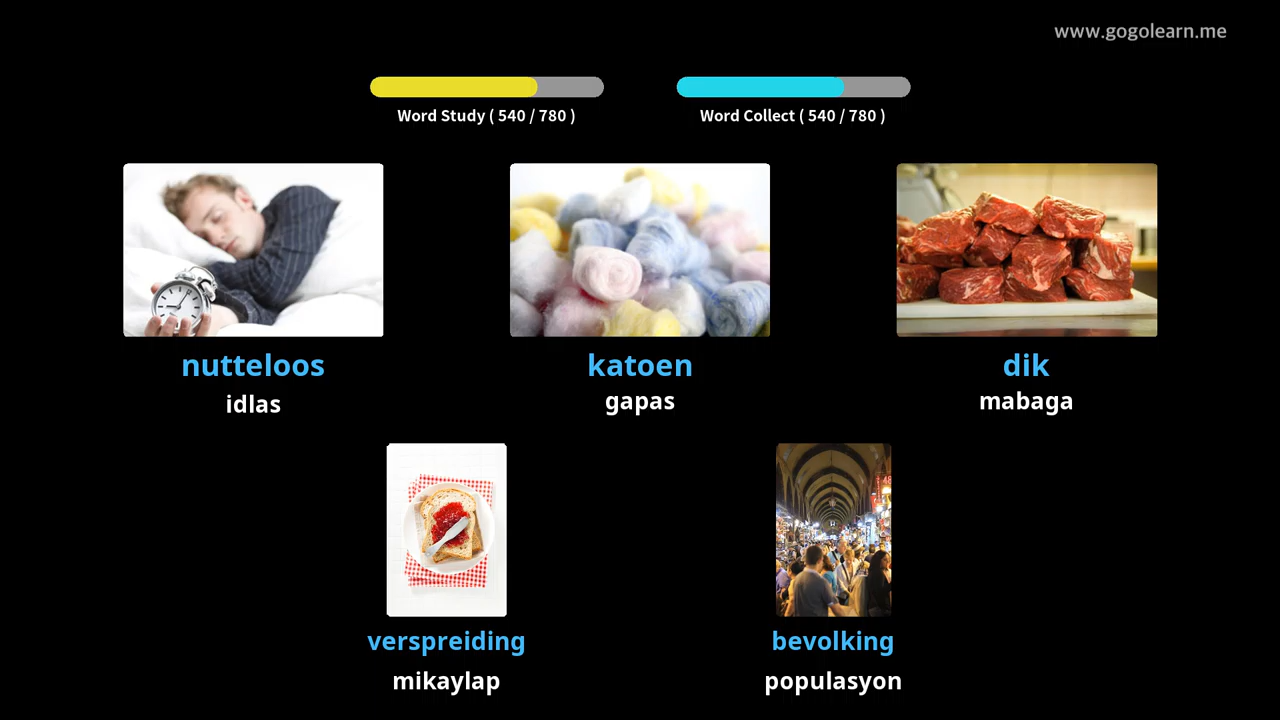 www.gogolearn.me
Word Study ( 540 / 780 )
Word Collect ( 540 / 780 )
nutteloos
idlas
katoen
gapas
dik
mabaga
verspreiding
mikaylap
bevolking
populasyon